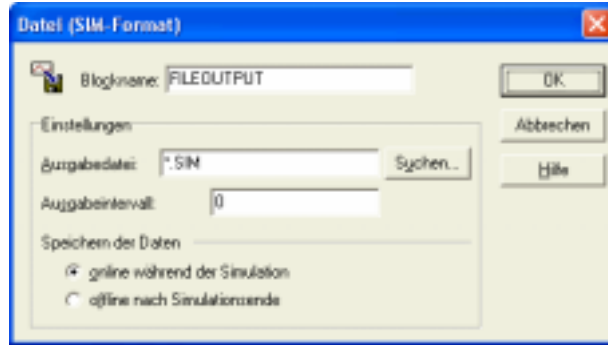 Datei (SIM-Format)
Blockname: FILEOUTPUT
OK
Einstellungen
Abbrechen
Ausgabedatei: *.SIM Suchen...
Hilfe
Ausgabeintervall: 0
Speichern der Daten
online während der Simulation
offline nach Simulationsende